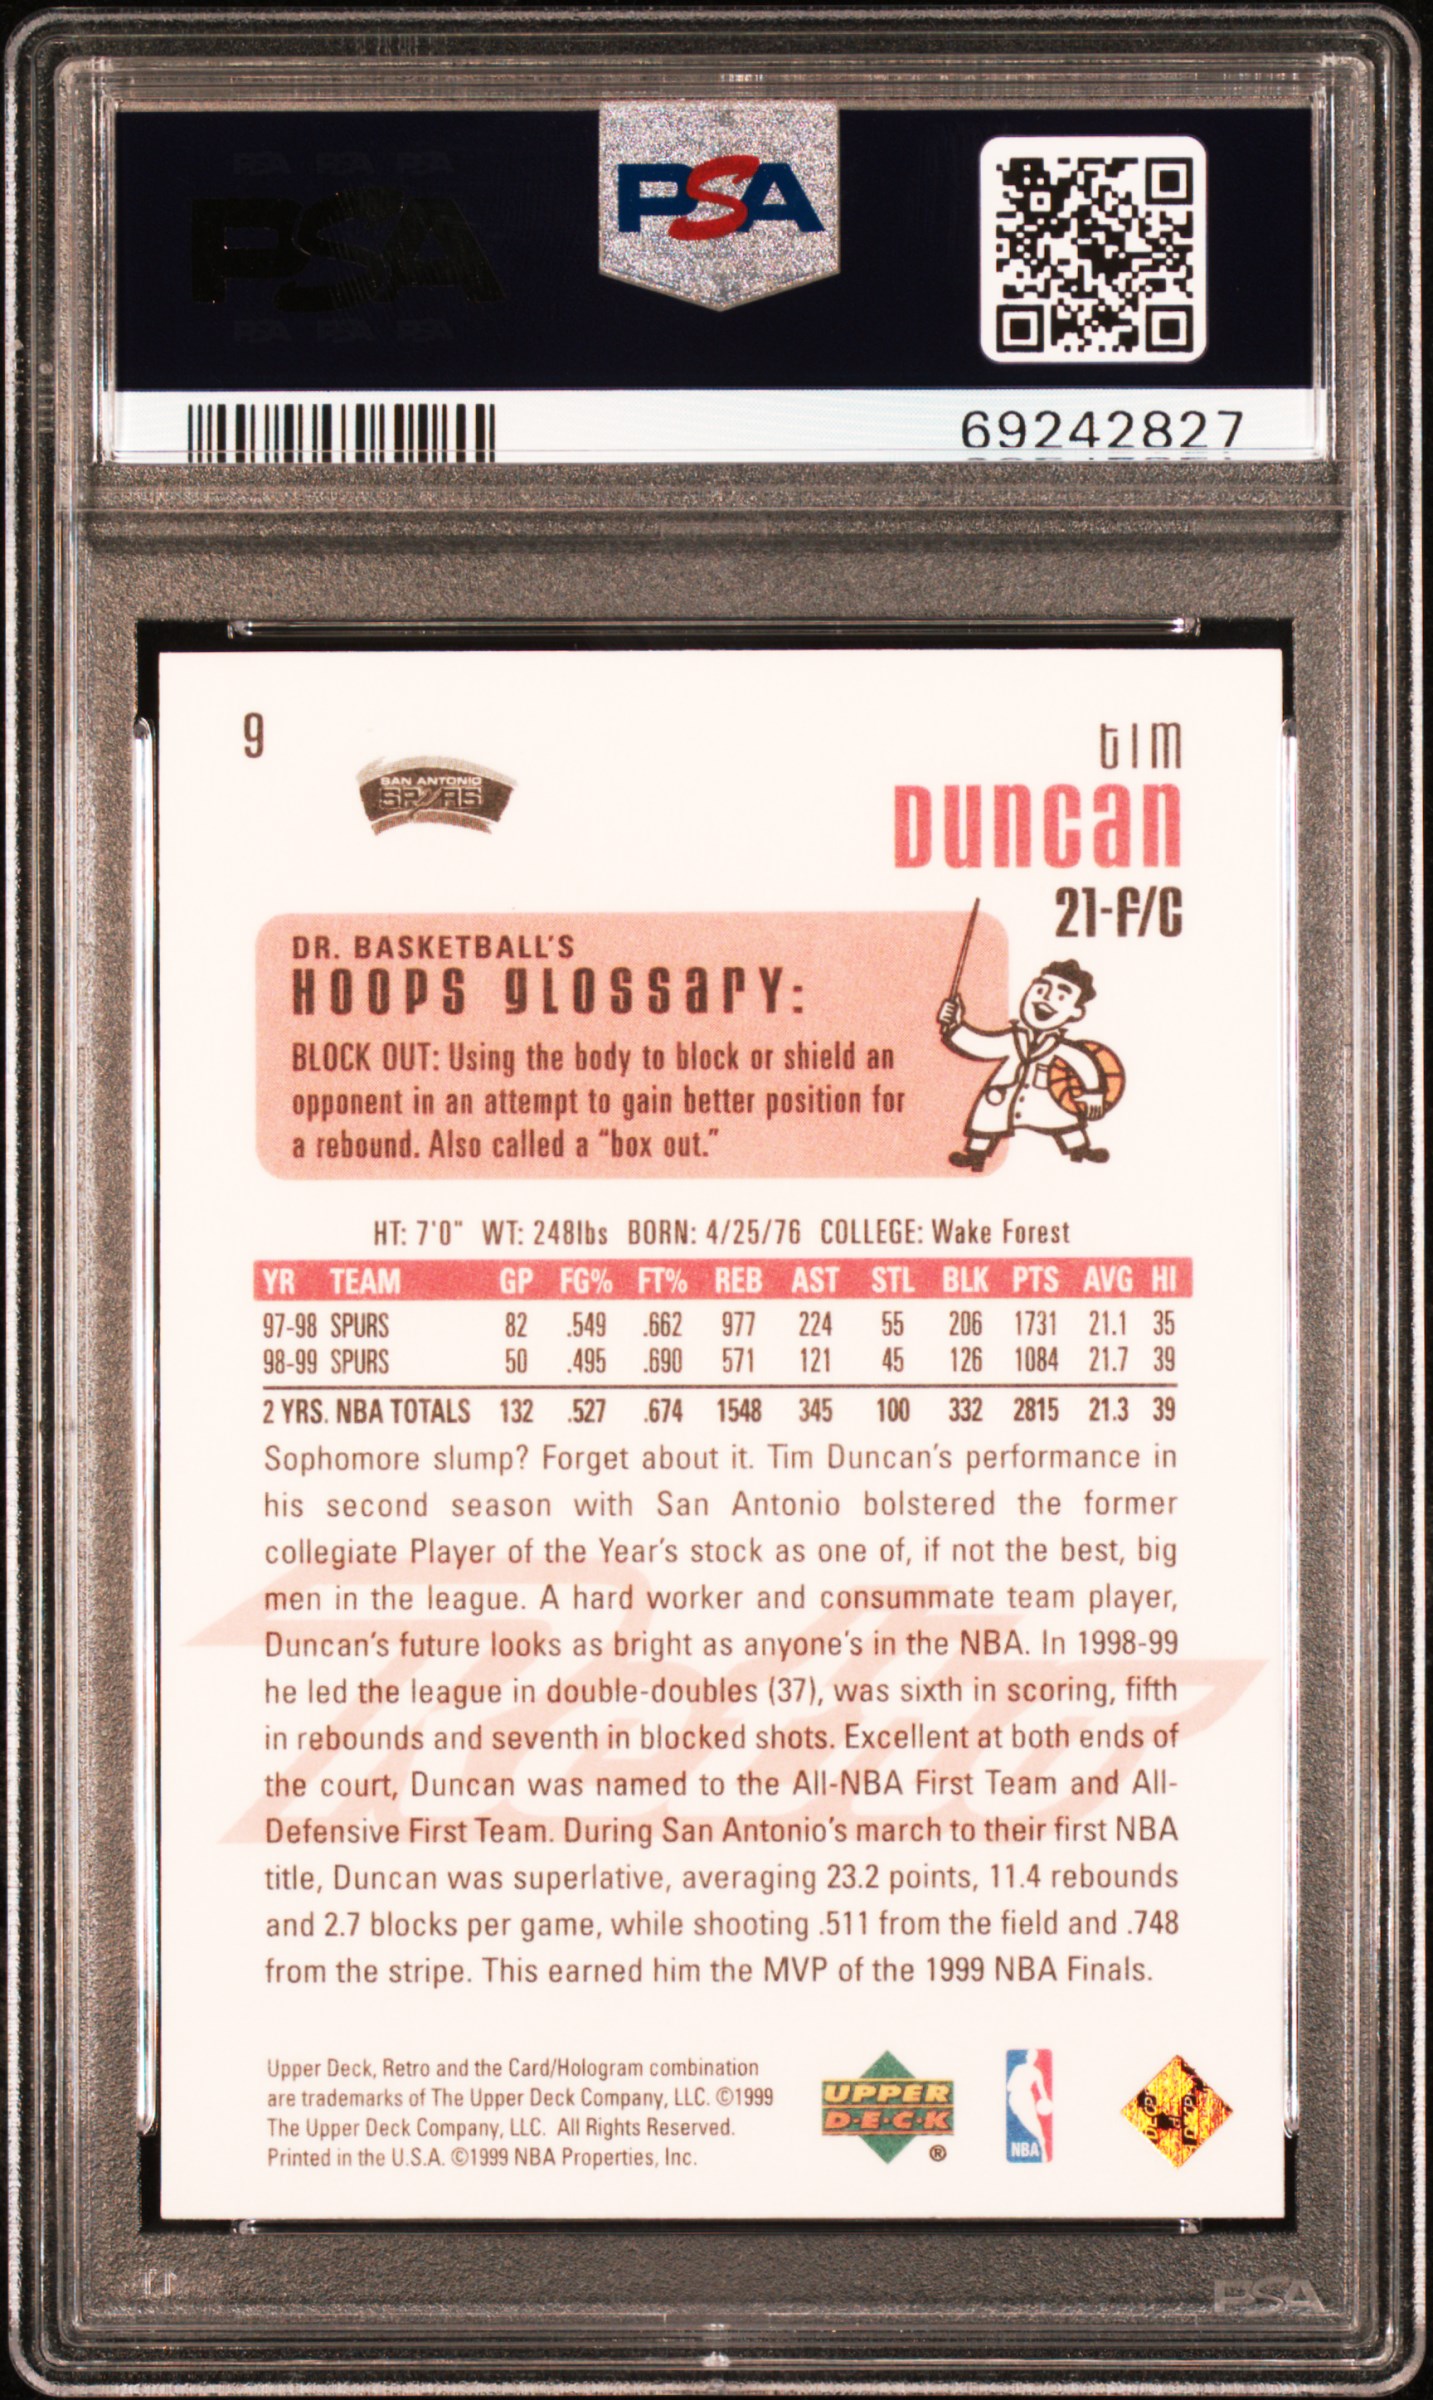 PSA PSA PSA
PSA
PSA
PSA PSA PSA
69242827
9
SAN ANTONIO
SPURS
tim
Duncan
21-F/C
DR. BASKETBALL'S
HOOPS GLOSSARY:
BLOCK OUT: Using the body to block or shield an
opponent in an attempt to gain better position for
a rebound. Also called a "box out."
HT: 7'0" WT: 248lbs BORN: 4/25/76 COLLEGE: Wake Forest
YR TEAM GP FG% FT% REB AST STL BLK PTS AVG HI
97-98 SPURS 82 .549 .662 977 224 55 206 1731 21.1 35
98-99 SPURS 50 .495 .690 571 121 45 126 1084 21.7 39
2 YRS. NBA TOTALS 132 .527 .674 1548 345 100 332 2815 21.3 39
Sophomore slump? Forget about it. Tim Duncan's performance in
his second season with San Antonio bolstered the former
collegiate Player of the Year's stock as one of, if not the best, big
men in the league. A hard worker and consummate team player,
Duncan's future looks as bright as anyone's in the NBA. In 1998-99
he led the league in double-doubles (37), was sixth in scoring, fifth
in rebounds and seventh in blocked shots. Excellent at both ends of
the court, Duncan was named to the All-NBA First Team and All-
Defensive First Team. During San Antonio's march to their first NBA
title, Duncan was superlative, averaging 23.2 points, 11.4 rebounds
and 2.7 blocks per game, while shooting .511 from the field and .748
from the stripe. This earned him the MVP of the 1999 NBA Finals.
Retro
Upper Deck, Retro and the Card/Hologram combination
are trademarks of The Upper Deck Company, LLC. ©1999
The Upper Deck Company, LLC. All Rights Reserved.
Printed in the U.S.A. ©1999 NBA Properties, Inc.
UPPER
D·E·C·K
®
NBA
PSA